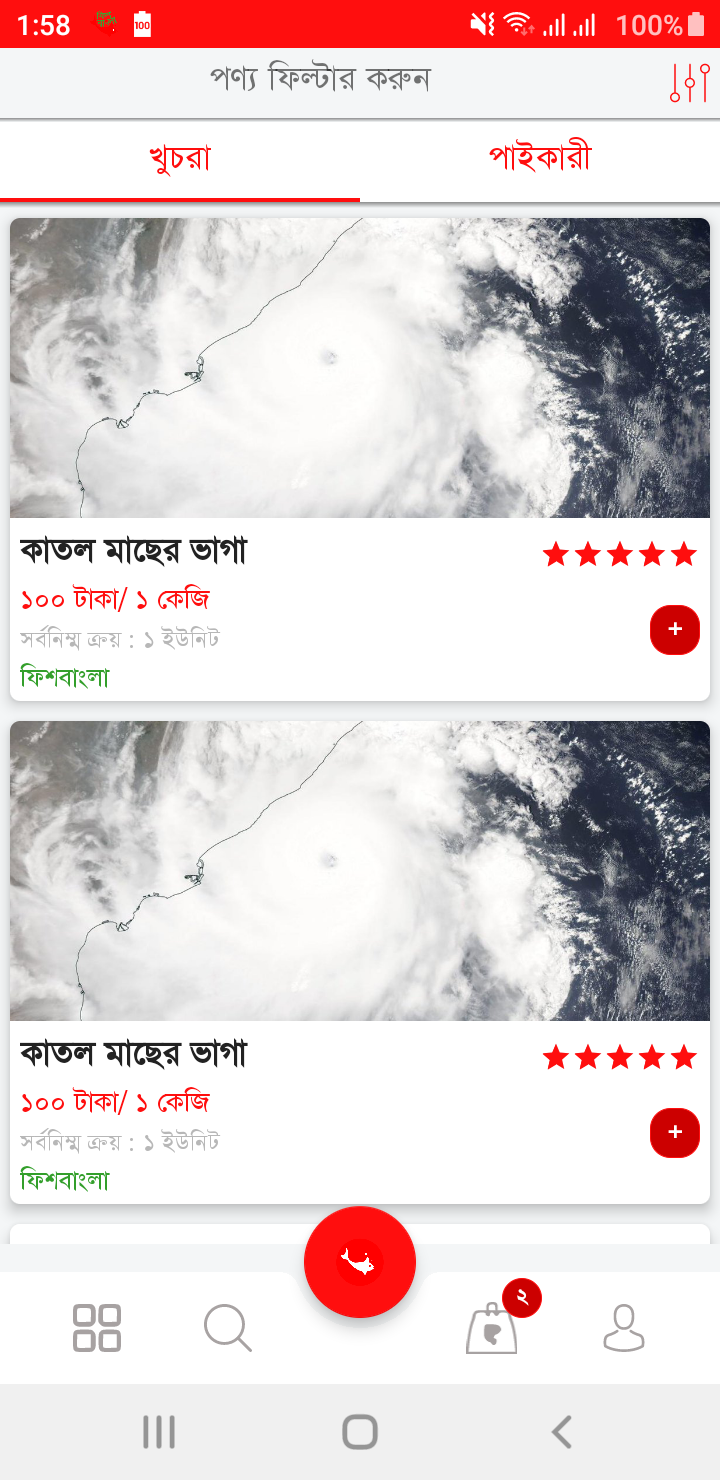 1:58 100 100%
পণ্য ফিল্টার করুন
খুচরা পাইকারী
কাতল মাছের ভাগা
১০০ টাকা/ ১ কেজি
সর্বনিম্ম ক্রয় : ১ ইউনিট
+
ফিশবাংলা
কাতল মাছের ভাগা
১০০ টাকা/ ১ কেজি
সর্বনিম্ম ক্রয় : ১ ইউনিট
+
ফিশবাংলা
২